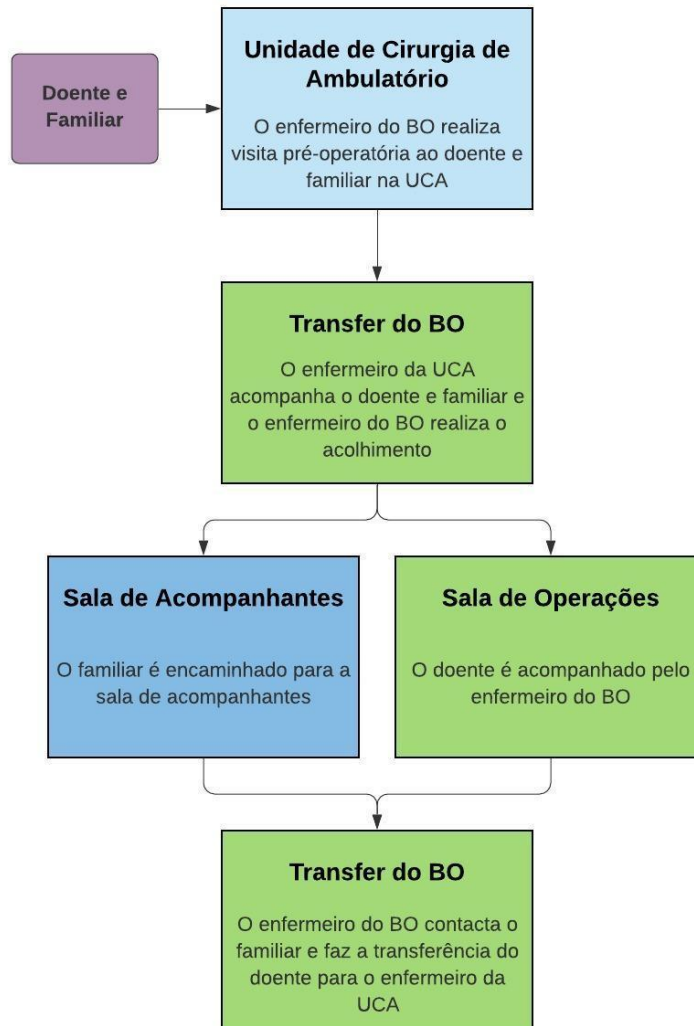 Doente e
Familiar
Unidade de Cirurgia de
Ambulatório
O enfermeiro do BO realiza
visita pré-operatória ao doente e
familiar na UCA
Transfer do BO
O enfermeiro da UCA
acompanha o doente e familiar e
o enfermeiro do BO realiza o
acolhimento
Sala de Acompanhantes
O familiar é encaminhado para a
sala de acompanhantes
Sala de Operações
O doente é acompanhado pelo
enfermeiro do BO
Transfer do BO
O enfermeiro do BO contacta o
familiar e faz a transferência do
doente para o enfermeiro da
UCA